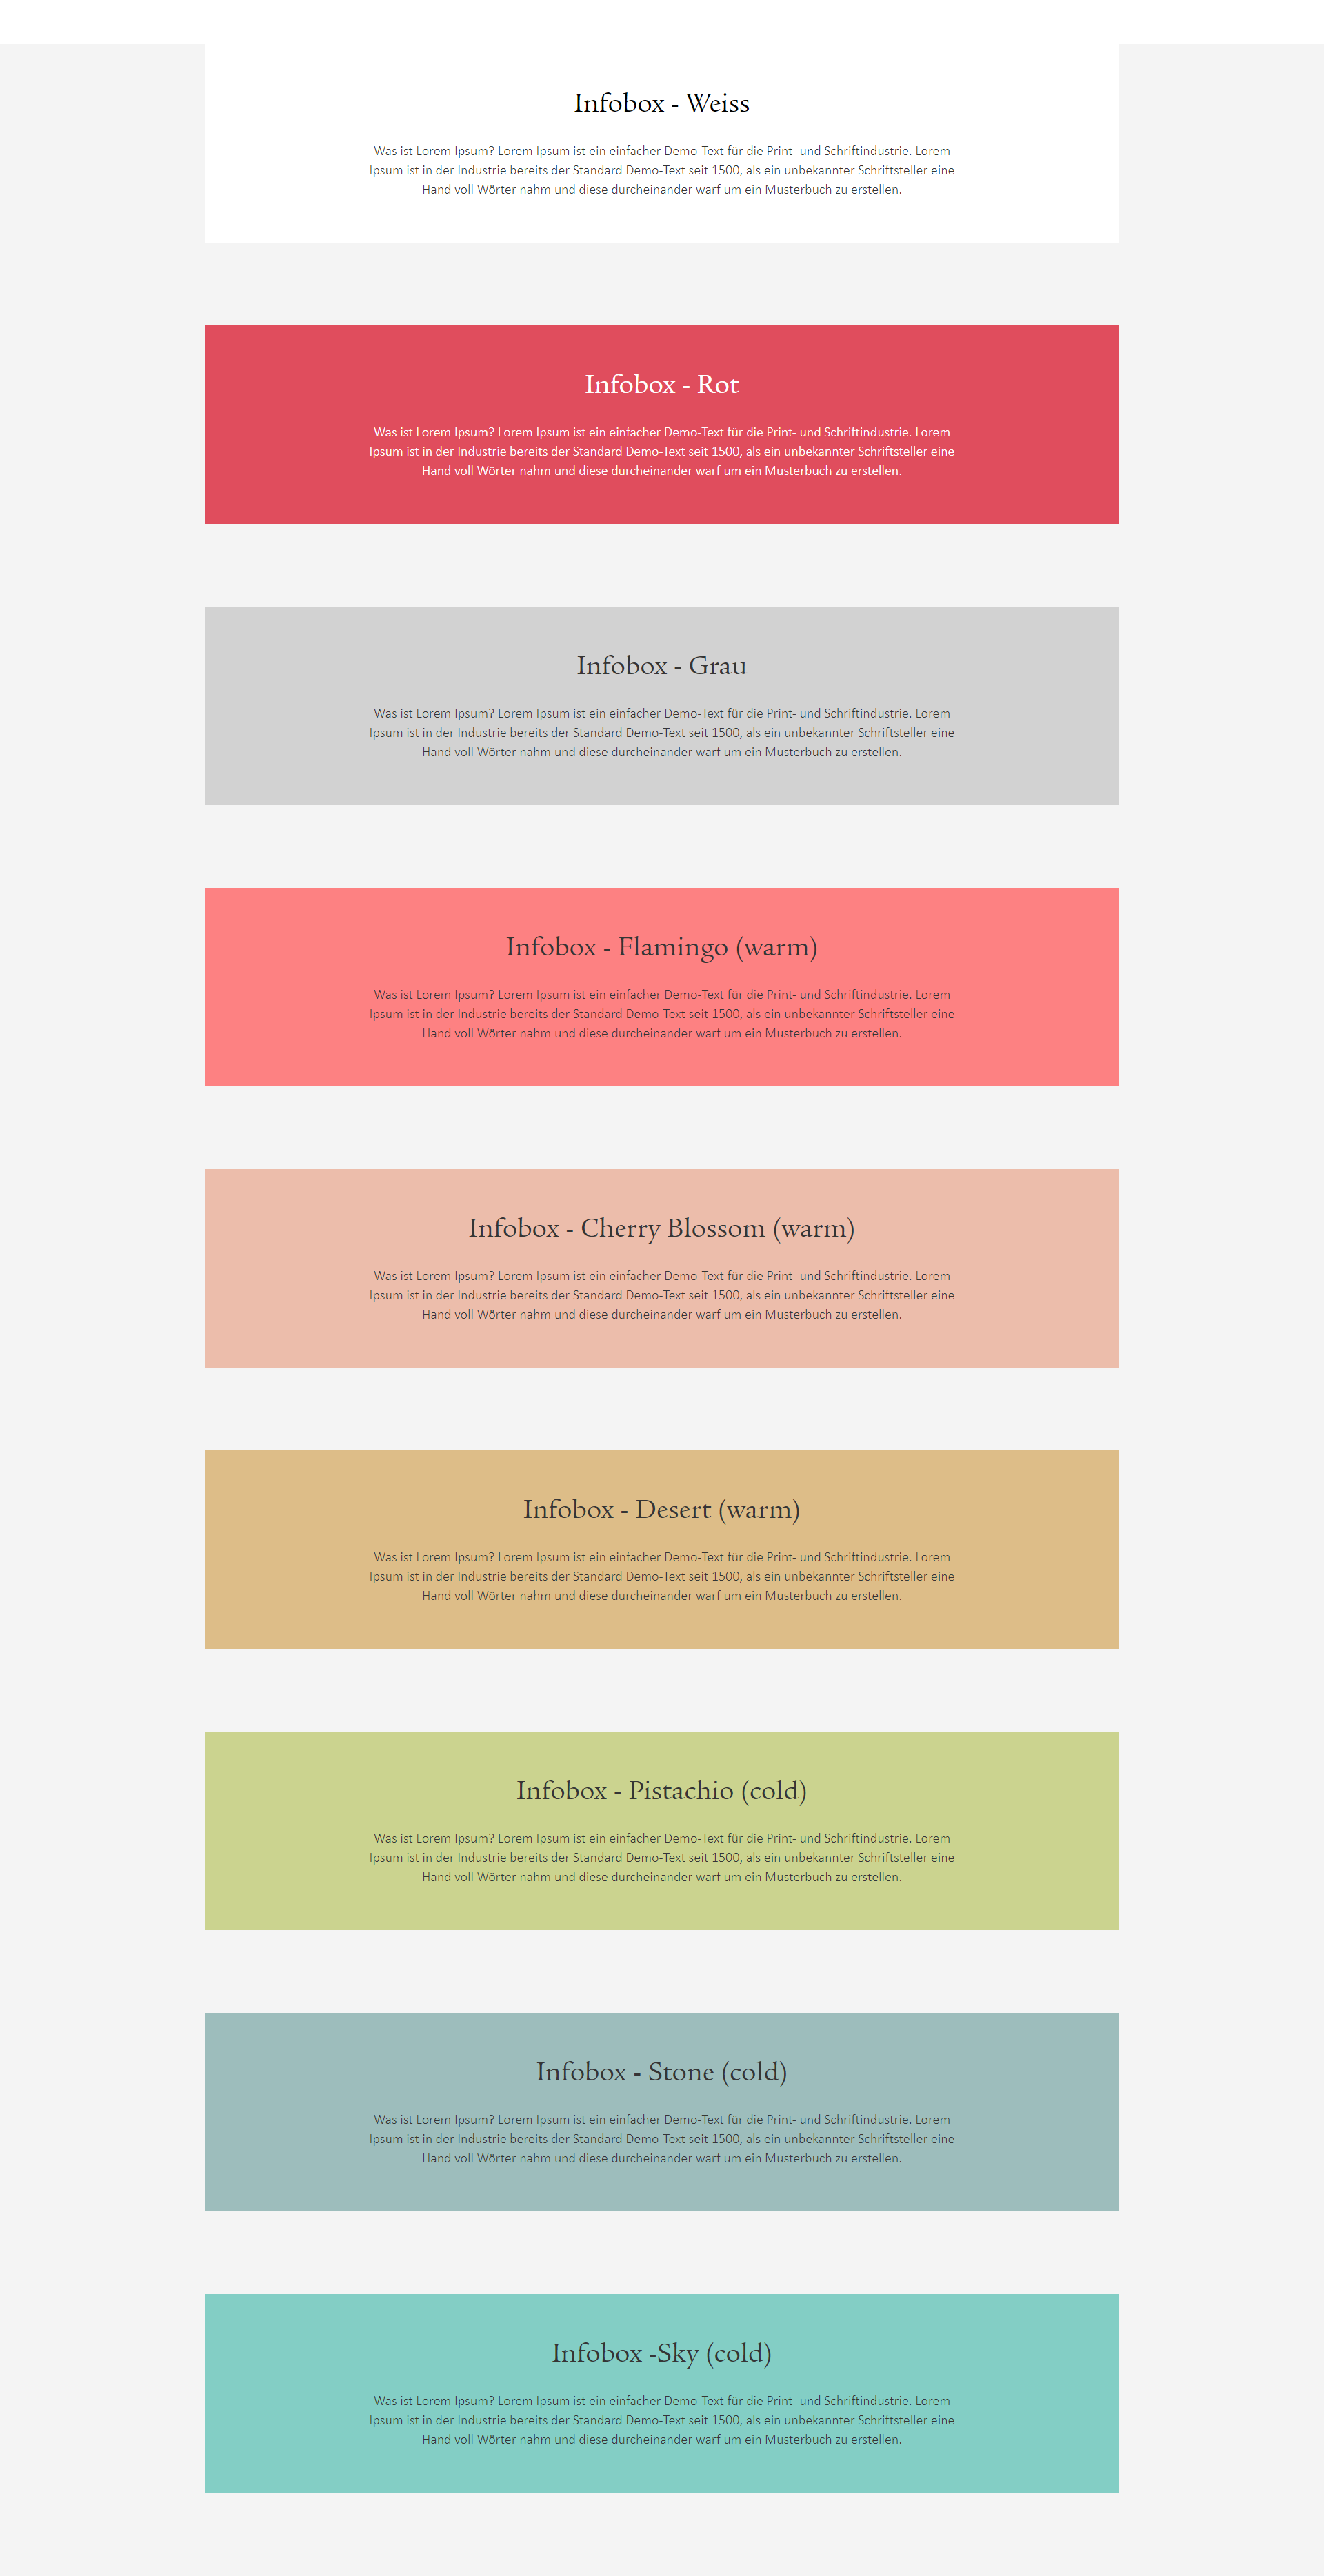 Infobox - Weiss
Was ist Lorem Ipsum? Lorem Ipsum ist ein einfacher Demo-Text für die Print- und Schriftindustrie. Lorem
Ipsum ist in der Industrie bereits der Standard Demo-Text seit 1500, als ein unbekannter Schriftsteller eine
Hand voll Wörter nahm und diese durcheinander warf um ein Musterbuch zu erstellen.
Infobox - Rot
Was ist Lorem Ipsum? Lorem Ipsum ist ein einfacher Demo-Text für die Print- und Schriftindustrie. Lorem
Ipsum ist in der Industrie bereits der Standard Demo-Text seit 1500, als ein unbekannter Schriftsteller eine
Hand voll Wörter nahm und diese durcheinander warf um ein Musterbuch zu erstellen.
Infobox - Grau
Was ist Lorem Ipsum? Lorem Ipsum ist ein einfacher Demo-Text für die Print- und Schriftindustrie. Lorem
Ipsum ist in der Industrie bereits der Standard Demo-Text seit 1500, als ein unbekannter Schriftsteller eine
Hand voll Wörter nahm und diese durcheinander warf um ein Musterbuch zu erstellen.
Infobox - Flamingo (warm)
Was ist Lorem Ipsum? Lorem Ipsum ist ein einfacher Demo-Text für die Print- und Schriftindustrie. Lorem
Ipsum ist in der Industrie bereits der Standard Demo-Text seit 1500, als ein unbekannter Schriftsteller eine
Hand voll Wörter nahm und diese durcheinander warf um ein Musterbuch zu erstellen.
Infobox - Cherry Blossom (warm)
Was ist Lorem Ipsum? Lorem Ipsum ist ein einfacher Demo-Text für die Print- und Schriftindustrie. Lorem
Ipsum ist in der Industrie bereits der Standard Demo-Text seit 1500, als ein unbekannter Schriftsteller eine
Hand voll Wörter nahm und diese durcheinander warf um ein Musterbuch zu erstellen.
Infobox - Desert (warm)
Was ist Lorem Ipsum? Lorem Ipsum ist ein einfacher Demo-Text für die Print- und Schriftindustrie. Lorem
Ipsum ist in der Industrie bereits der Standard Demo-Text seit 1500, als ein unbekannter Schriftsteller eine
Hand voll Wörter nahm und diese durcheinander warf um ein Musterbuch zu erstellen.
Infobox - Pistachio (cold)
Was ist Lorem Ipsum? Lorem Ipsum ist ein einfacher Demo-Text für die Print- und Schriftindustrie. Lorem
Ipsum ist in der Industrie bereits der Standard Demo-Text seit 1500, als ein unbekannter Schriftsteller eine
Hand voll Wörter nahm und diese durcheinander warf um ein Musterbuch zu erstellen.
Infobox - Stone (cold)
Was ist Lorem Ipsum? Lorem Ipsum ist ein einfacher Demo-Text für die Print- und Schriftindustrie. Lorem
Ipsum ist in der Industrie bereits der Standard Demo-Text seit 1500, als ein unbekannter Schriftsteller eine
Hand voll Wörter nahm und diese durcheinander warf um ein Musterbuch zu erstellen.
Infobox -Sky (cold)
Was ist Lorem Ipsum? Lorem Ipsum ist ein einfacher Demo-Text für die Print- und Schriftindustrie. Lorem
Ipsum ist in der Industrie bereits der Standard Demo-Text seit 1500, als ein unbekannter Schriftsteller eine
Hand voll Wörter nahm und diese durcheinander warf um ein Musterbuch zu erstellen.